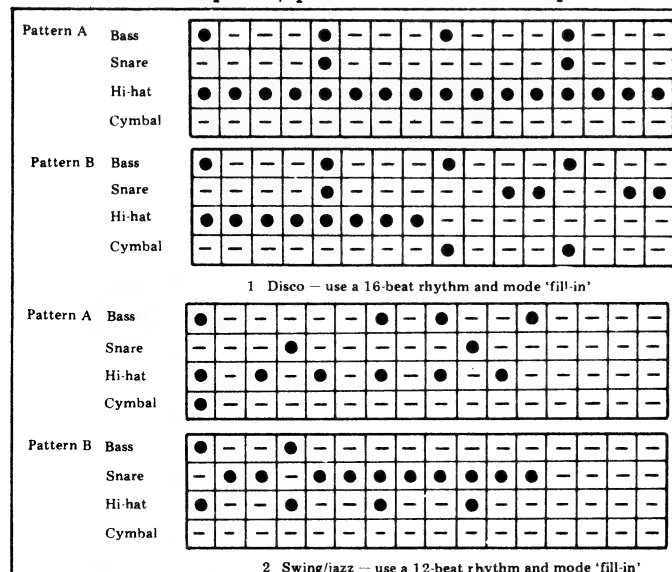 Pattern A Bass
Snare
Hi-hat
Cymbal
Pattern B Bass
Snare
Hi-hat
Cymbal
1 Disco — use a 16-beat rhythm and mode 'fill-in'
Pattern A Bass
Snare
Hi-hat
Cymbal
Pattern B Bass
Snare
Hi-hat
Cymbal
2 Swing/jazz — use a 12-beat rhythm and mode 'fill-in'